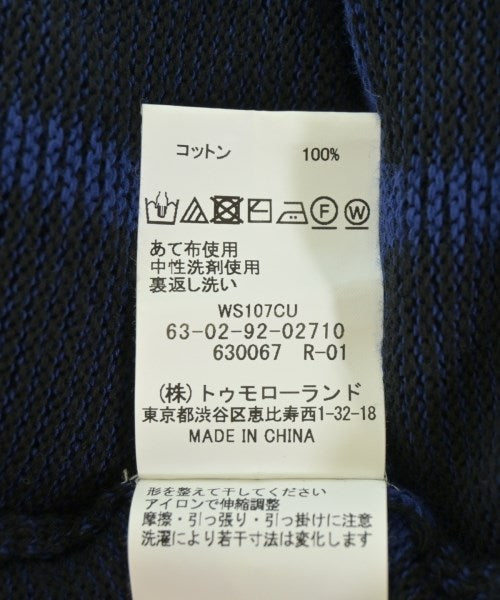 コットン 100%
F W
あて布使用
中性洗剤使用
裏返し洗い
WS107CU
63-02-92-02710
630067 R-01
(株)トゥモローランド
東京都渋谷区恵比寿西1-32-18
MADE IN CHINA
形を整えて干してください
アイロンで伸縮調整
摩擦・引っ張り・引っ掛けに注意
洗濯により若干寸法は変化します